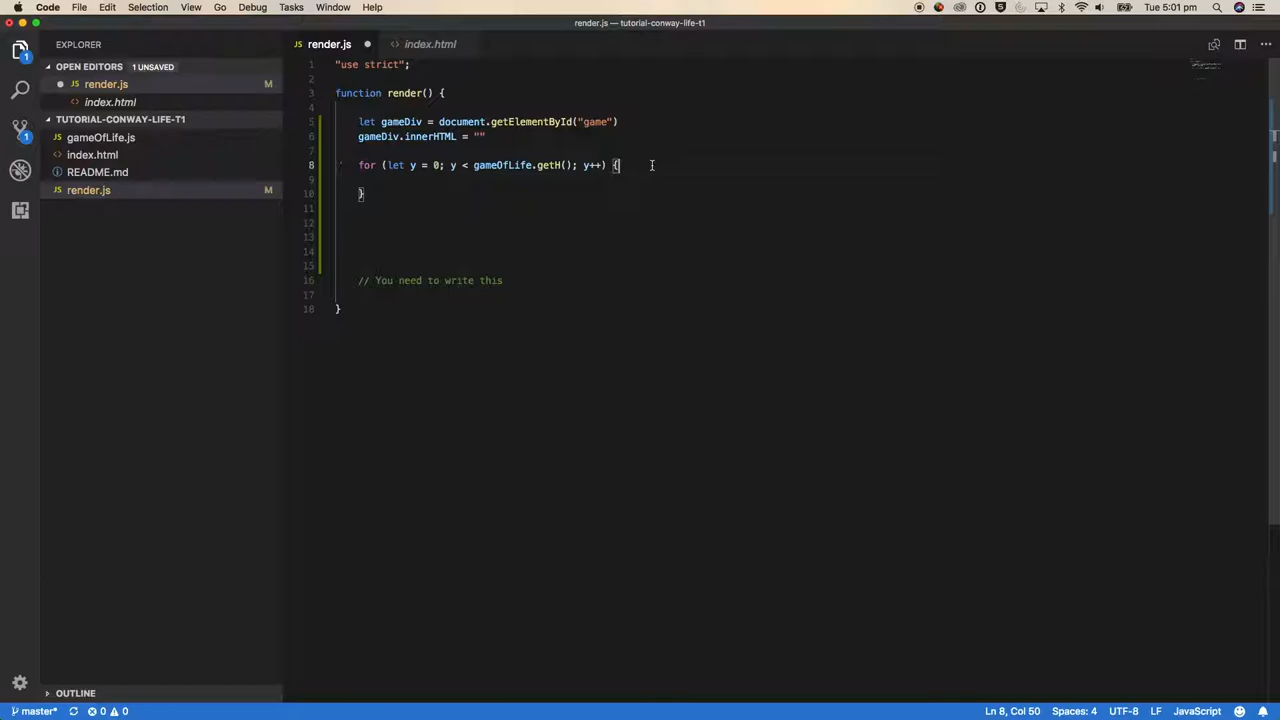 Code File Edit Selection View Go Debug Tasks Window Help
Tue 5:01 pm
render.js — tutorial-conway-life-t1
EXPLORER
OPEN EDITORS 1 UNSAVED
render.js M
index.html
TUTORIAL-CONWAY-LIFE-T1
gameOfLife.js
index.html
README.md
render.js M
OUTLINE
JS render.js
index.html
1 "use strict";
2
3 function render() {
4
5 let gameDiv = document.getElementById("game")
6 gameDiv.innerHTML = ""
7
8 for (let y = 0; y < gameOfLife.getH(); y++) {
9
10 }
11
12
13
14
15
16 // You need to write this
17
18 }
master* 0 0
Ln 8, Col 50 Spaces: 4 UTF-8 LF JavaScript